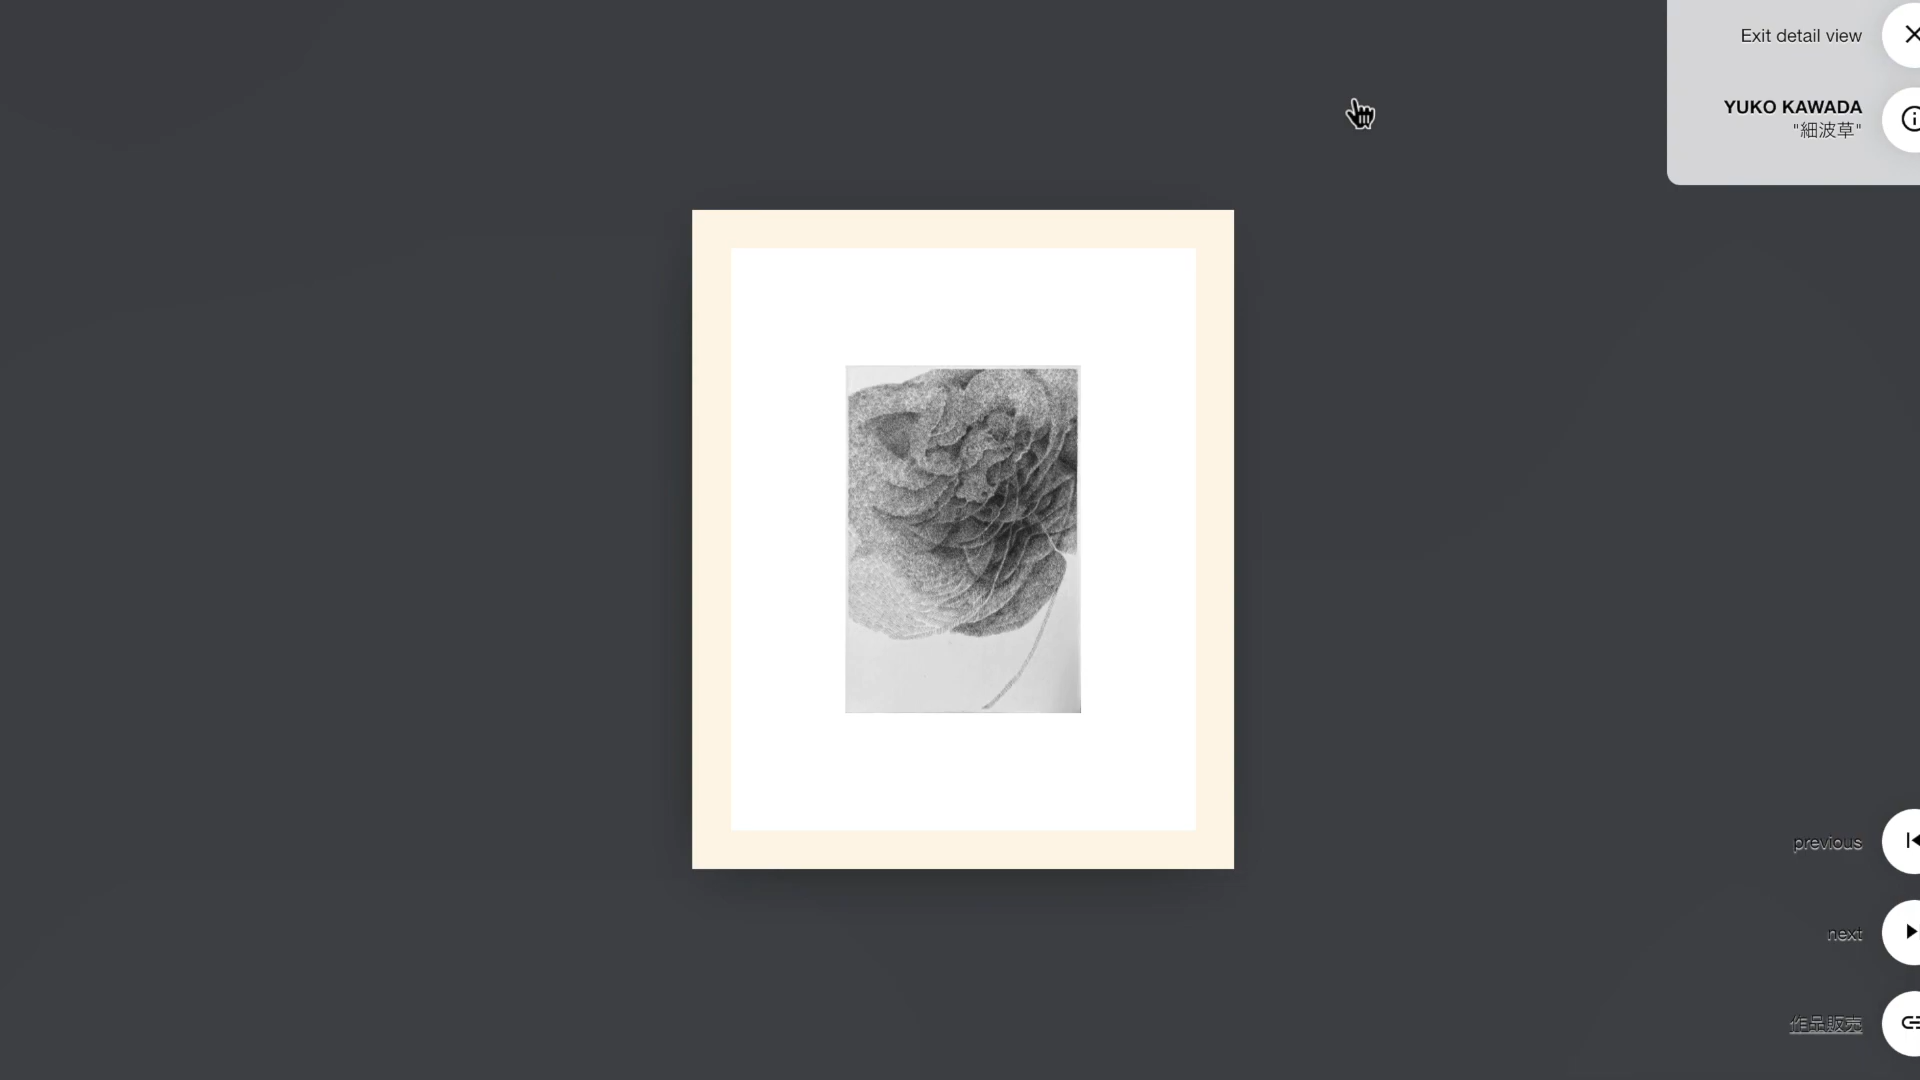 Exit detail view
YUKO KAWADA
"細波草"
previous
next
作品販売